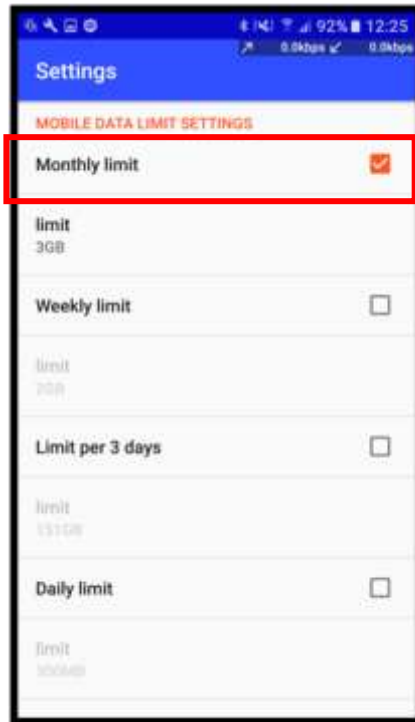 92% 12:25
0.0kbps 0.0kbps
Settings
MOBILE DATA LIMIT SETTINGS
Monthly limit
limit
3GB
Weekly limit
limit
2GB
Limit per 3 days
limit
Daily limit
limit